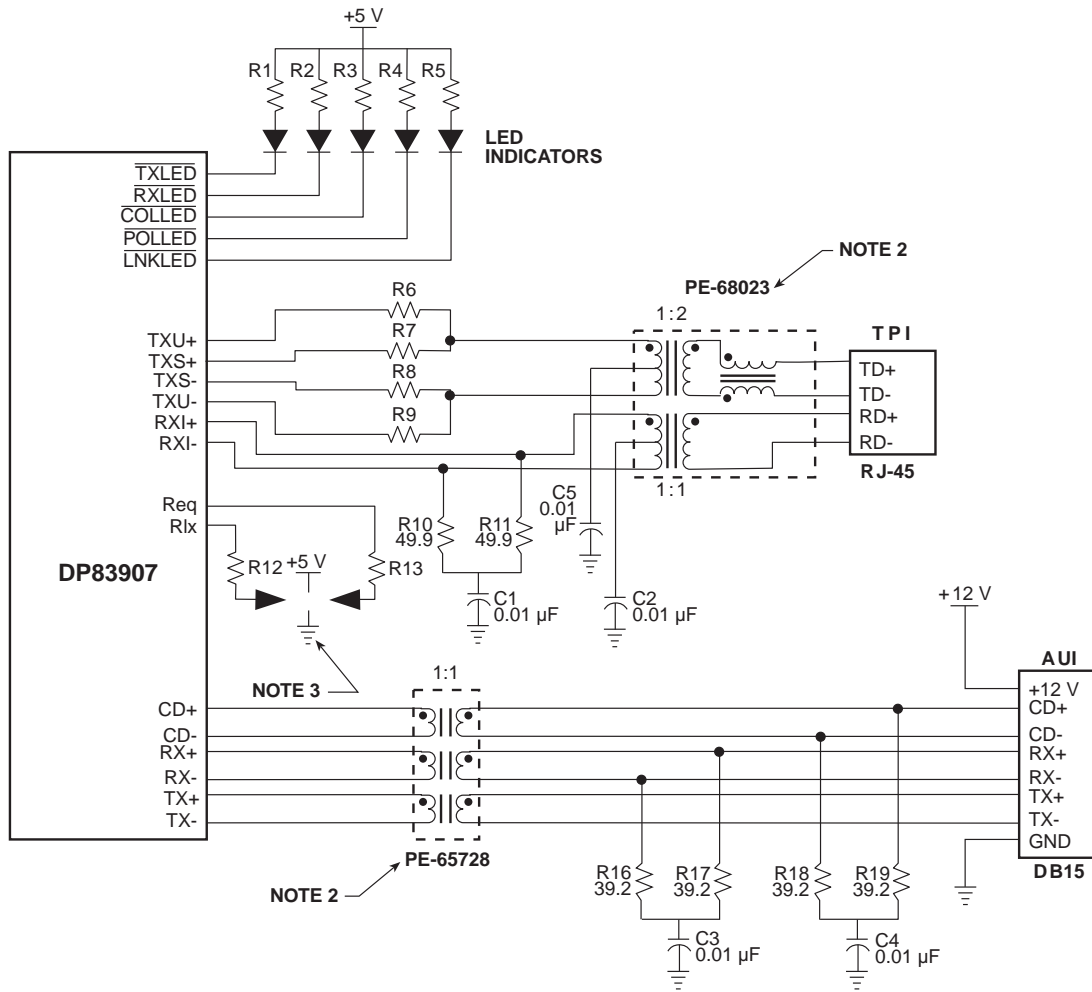 +5 V
R1 R2 R3 R4 R5
LED
INDICATORS
TXLED
RXLED
COLLED
POLLED
LNKLED
NOTE 2
PE-68023
1:2
TPI
R6
R7
R8
R9
TXU+
TXS+
TXS-
TXU-
RXI+
RXI-
TD+
TD-
RD+
RD-
RJ-45
1:1
Req
RIx
DP83907
R12
+5 V
R13
NOTE 3
R10
49.9
R11
49.9
C5
0.01
µF
C1
0.01 µF
C2
0.01 µF
+12 V
AUI
1:1
CD+
CD-
RX+
RX-
TX+
TX-
+12 V
CD+
CD-
RX+
RX-
TX+
TX-
GND
DB15
PE-65728
NOTE 2
R16
39.2
R17
39.2
R18
39.2
R19
39.2
C3
0.01 µF
C4
0.01 µF